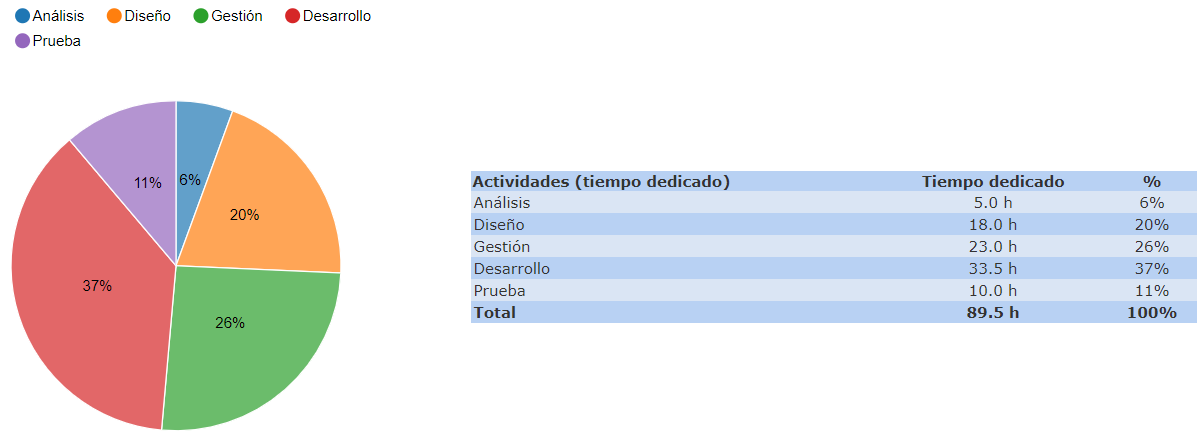 Análisis Diseño Gestión Desarrollo
Prueba
6%
20%
26%
37%
11%
Actividades (tiempo dedicado) Tiempo dedicado %
Análisis 5.0 h 6%
Diseño 18.0 h 20%
Gestión 23.0 h 26%
Desarrollo 33.5 h 37%
Prueba 10.0 h 11%
Total 89.5 h 100%